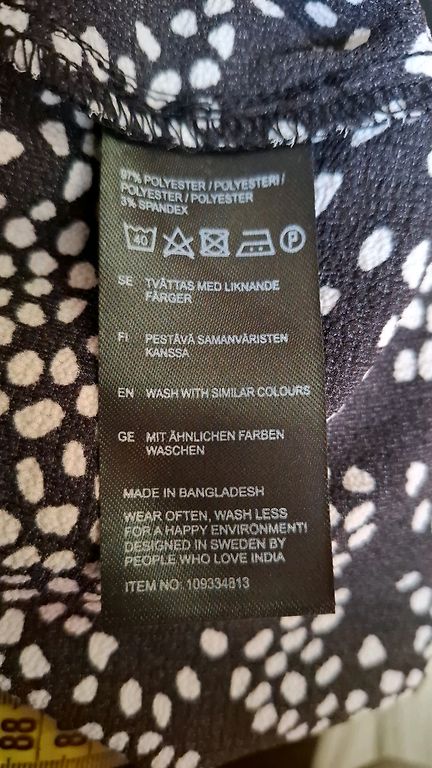 97% POLYESTER / POLYESTERI /
POLYESTER / POLYESTER
3% SPANDEX
40 P
SE TVÄTTAS MED LIKNANDE
FÄRGER
FI PESTÄVÄ SAMANVÄRISTEN
KANSSA
EN WASH WITH SIMILAR COLOURS
GE MIT ÄHNLICHEN FARBEN
WASCHEN
MADE IN BANGLADESH
WEAR OFTEN, WASH LESS
FOR A HAPPY ENVIRONMENT!
DESIGNED IN SWEDEN BY
PEOPLE WHO LOVE INDIA
ITEM NO: 109334813
88